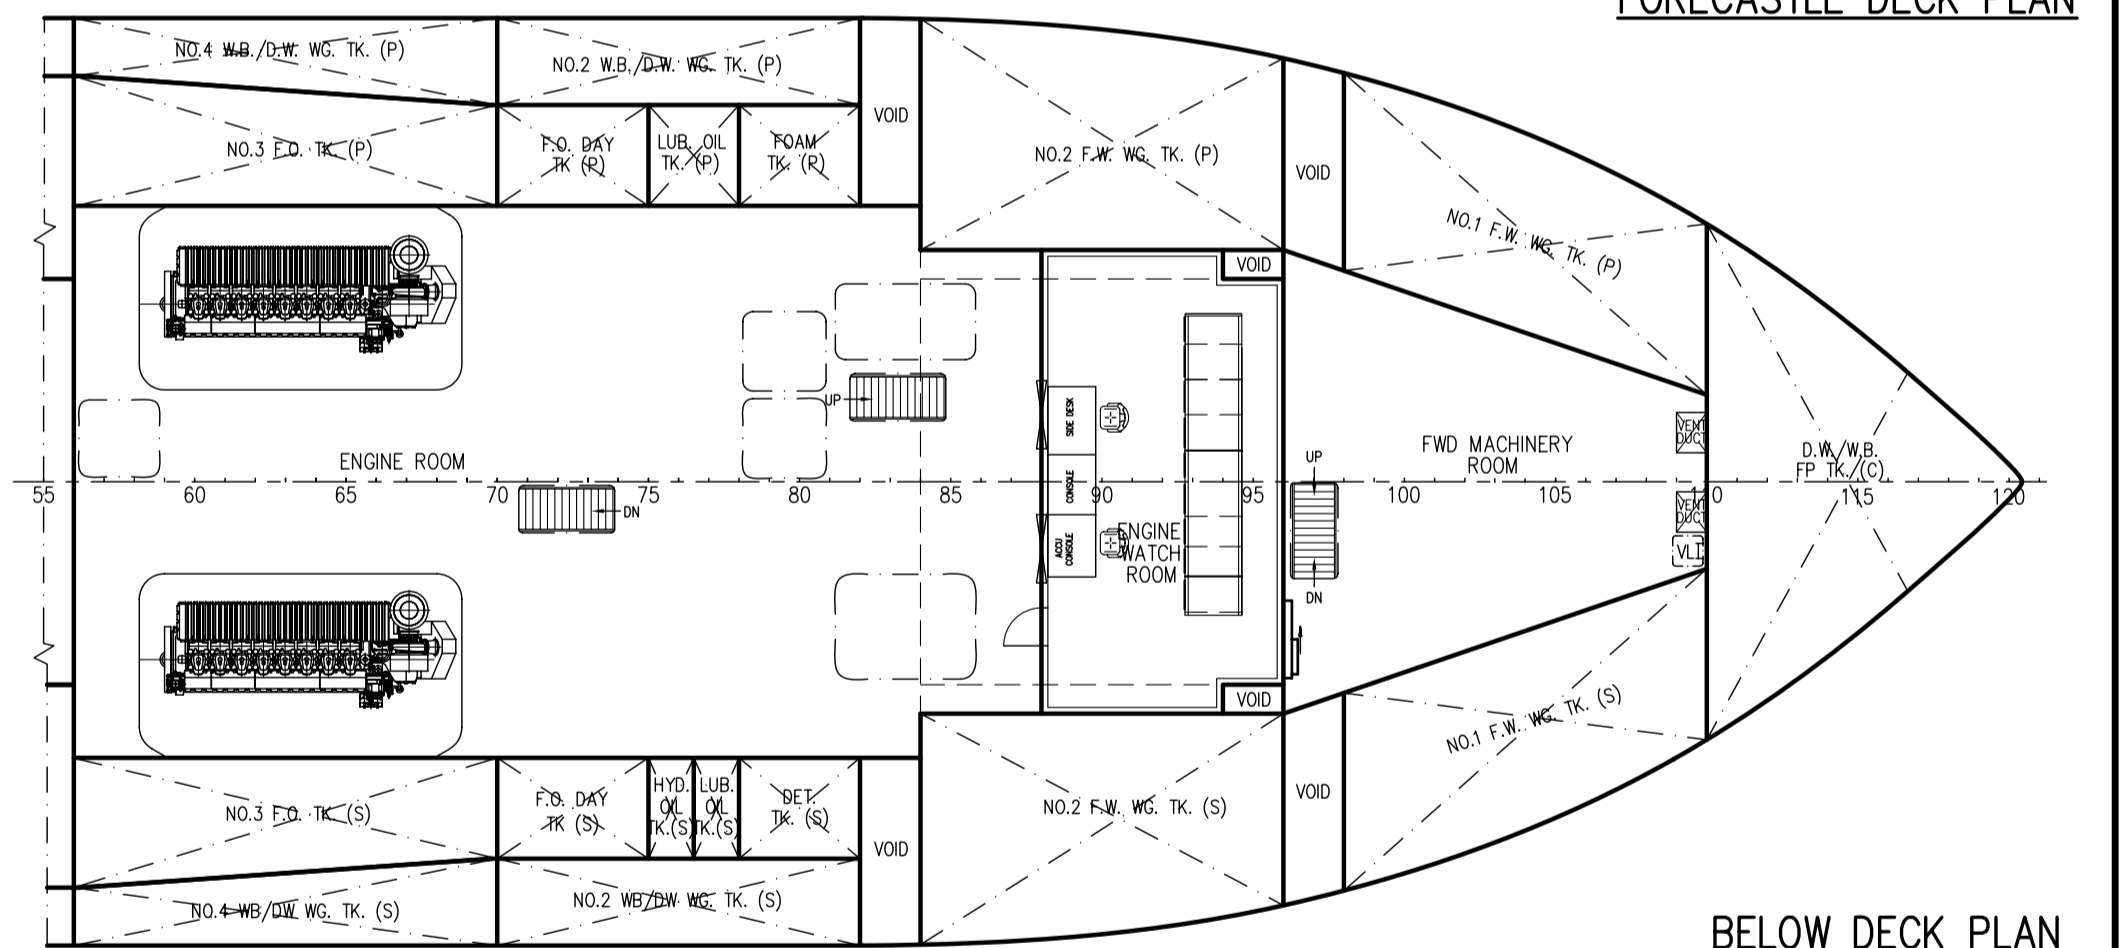 FORECASTLE DECK PLAN
NO.4 W.B./D.W. WG. TK. (P)
NO.2 W.B./D.W. WG. TK. (P)
VOID
NO.3 F.O. TK. (P)
F.O. DAY
TK (P)
LUB. OIL
TK. (P)
FOAM
TK. (P)
NO.2 F.W. WG. TK. (P)
VOID
NO.1 F.W. WG. TK. (P)
VOID
UP
SIDE DESK
CONSOLE
ACCU
CONSOLE
ENGINE ROOM
FWD MACHINERY
ROOM
VENT
DUCT
D.W./W.B.
FP TK. (C)
UP
55 60 65 70 75 80 85 90 95 100 105 110 115 120
DN
ENGINE
WATCH
ROOM
VENT
DUCT
VLI
DN
VOID
NO.1 F.W. WG. TK. (S)
NO.3 F.O. TK. (S)
F.O. DAY
TK (S)
HYD.
OIL
TK.(S)
LUB.
OIL
TK.(S)
DET.
TK. (S)
VOID
NO.2 F.W. WG. TK. (S)
VOID
NO.4 WB/DW WG. TK. (S)
NO.2 WB/DW WG. TK. (S)
BELOW DECK PLAN